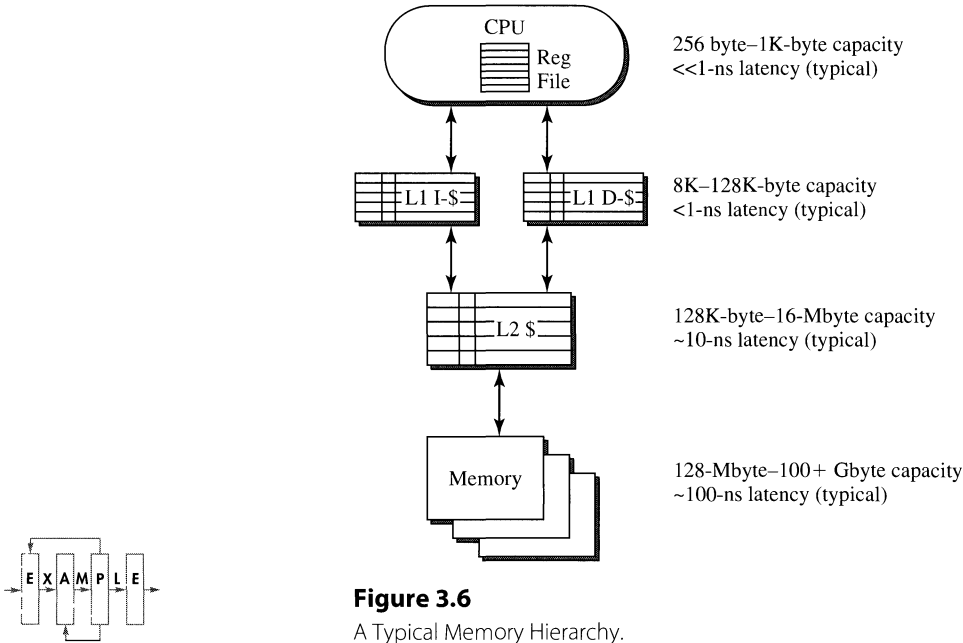 CPU
Reg
File
256 byte–1K-byte capacity
<<1-ns latency (typical)
L1 I-$
L1 D-$
8K–128K-byte capacity
<1-ns latency (typical)
L2 $
128K-byte–16-Mbyte capacity
~10-ns latency (typical)
Memory
128-Mbyte–100+ Gbyte capacity
~100-ns latency (typical)
E X A M P L E
Figure 3.6
A Typical Memory Hierarchy.